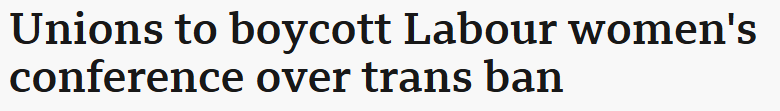 Unions to boycott Labour women's
conference over trans ban